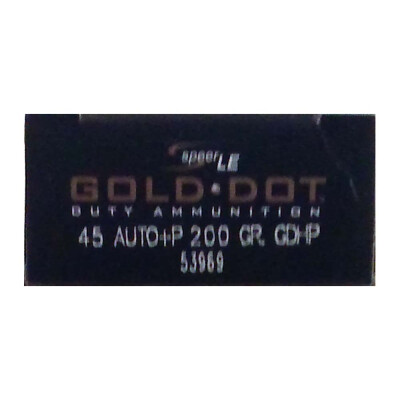 Speer LE
GOLD DOT
DUTY AMMUNITION
45 AUTO+P 200 GR. GDHP
53969